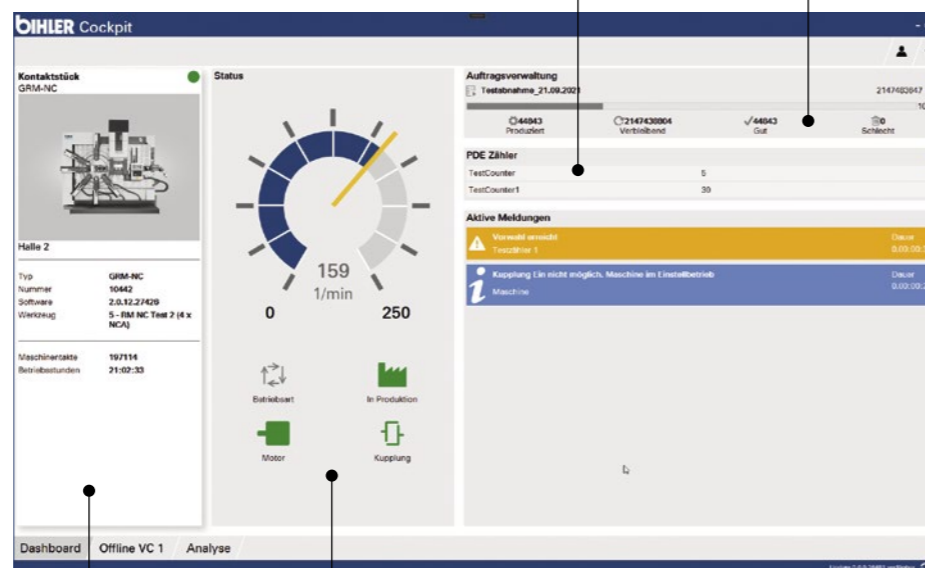 BIHLER Cockpit
Kontaktstück
GRM-NC
Halle 2
Typ GRM-NC
Nummer 10442
Software 2.0.12.27426
Werkzeug 5 - RM NC Test 2 (4 x
NCA)
Maschinentakte 197114
Betriebsstunden 21:02:33
Status
159
1/min
0 250
Betriebsart In Produktion
Motor Kupplung
Auftragsverwaltung
Testabnahme_21.09.2021 2147483647
44843 2147438804 44843 0
Produziert Verbleibend Gut Schlecht
PDE Zähler
TestCounter 5
TestCounter1 30
Aktive Meldungen
Vorwahl erreicht Dauer
Testzähler 1
Kupplung Ein nicht möglich. Maschine im Einstellbetrieb Dauer
Maschine
Dashboard Offline VC 1 Analyse